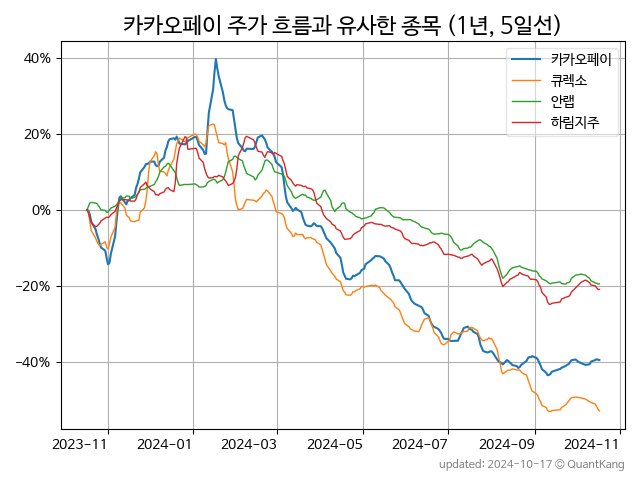 카카오페이 주가 흐름과 유사한 종목 (1년, 5일선)
카카오페이
큐렉소
안랩
하림지주
40%
20%
0%
−20%
−40%
2023-11 2024-01 2024-03 2024-05 2024-07 2024-09 2024-11
updated: 2024-10-17 © QuantKang